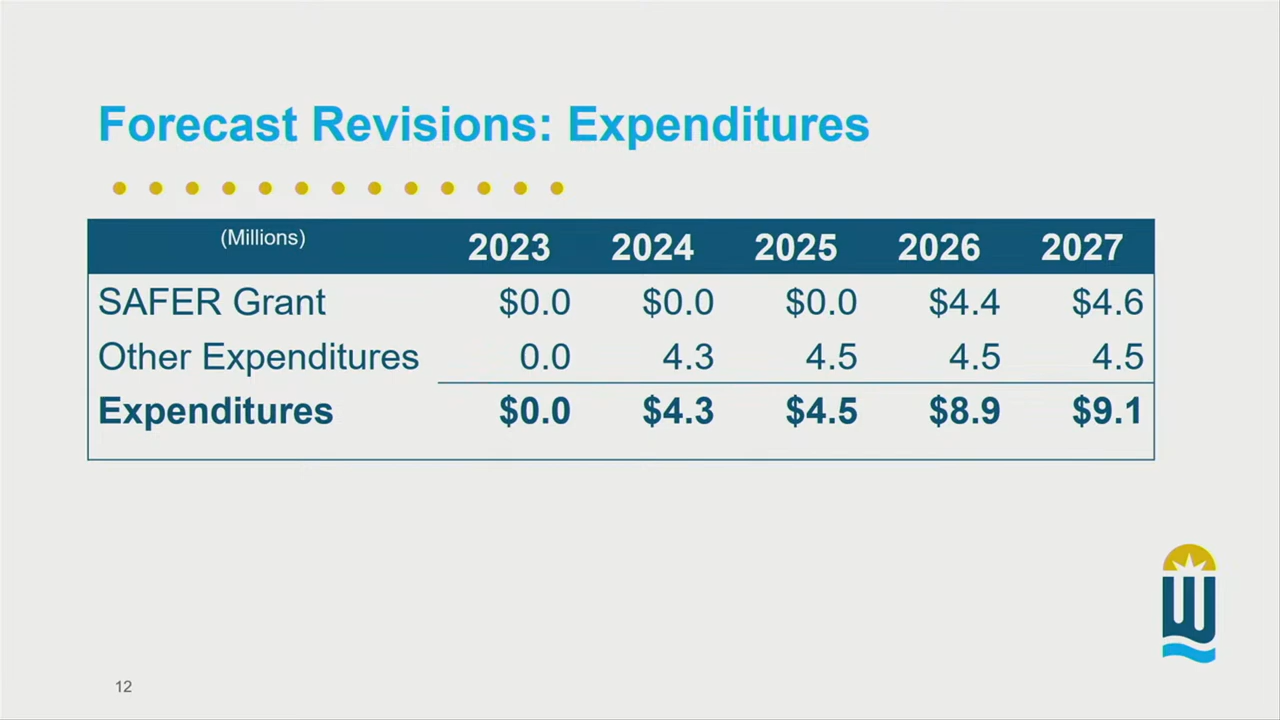 Forecast Revisions: Expenditures
(Millions) 2023 2024 2025 2026 2027
SAFER Grant $0.0 $0.0 $0.0 $4.4 $4.6
Other Expenditures 0.0 4.3 4.5 4.5 4.5
Expenditures $0.0 $4.3 $4.5 $8.9 $9.1
W
12